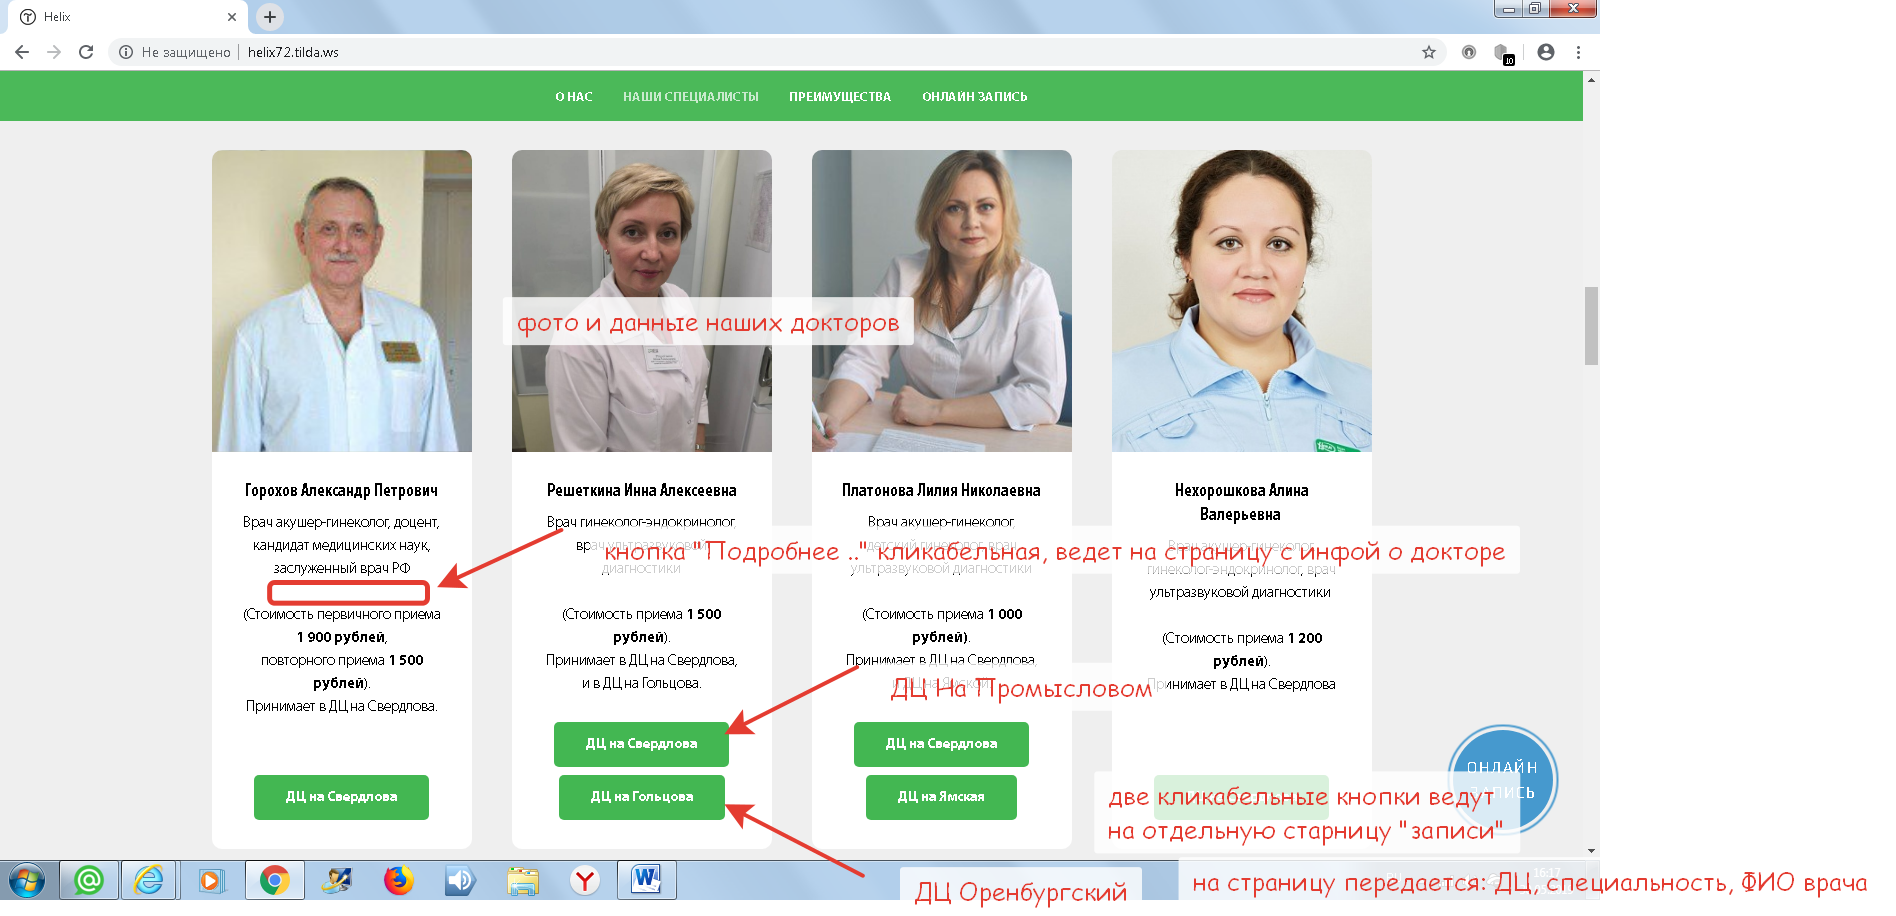 Helix
Не защищено
helix72.tilda.ws
10
О НАС
НАШИ СПЕЦИАЛИСТЫ
ПРЕИМУЩЕСТВА
ОНЛАЙН ЗАПИСЬ
фото и данные наших докторов
Горохов Александр Петрович
Врач акушер-гинеколог, доцент,
кандидат медицинских наук,
заслуженный врач РФ
(Стоимость первичного приема
1 900 рублей,
повторного приема 1 500
рублей).
Принимает в ДЦ на Свердлова.
ДЦ на Свердлова
Решеткина Инна Алексеевна
Врач гинеколог-эндокринолог,
врач ультразвуковой
диагностики
(Стоимость приема 1 500
рублей).
Принимает в ДЦ на Свердлова,
и в ДЦ на Гольцова.
ДЦ на Свердлова
ДЦ на Гольцова
Платонова Лилия Николаевна
Врач акушер-гинеколог,
детский гинеколог, врач
ультразвуковой диагностики
(Стоимость приема 1 000
рублей).
Принимает в ДЦ на Свердлова,
и ДЦ на Ямской.
ДЦ на Свердлова
ДЦ на Ямская
Нехорошкова Алина
Валерьевна
Врач акушер-гинеколог,
гинеколог-эндокринолог, врач
ультразвуковой диагностики
(Стоимость приема 1 200
рублей).
Принимает в ДЦ на Свердлова
кнопка "Подробнее .." кликабельная, ведет на страницу с инфой о докторе
ДЦ На Промысловом
ОНЛАЙН
ЗАПИСЬ
две кликабельные кнопки ведут
на отдельную старницу "записи"
ДЦ Оренбургский
на страницу передается: ДЦ, специальность, ФИО врача
16:17